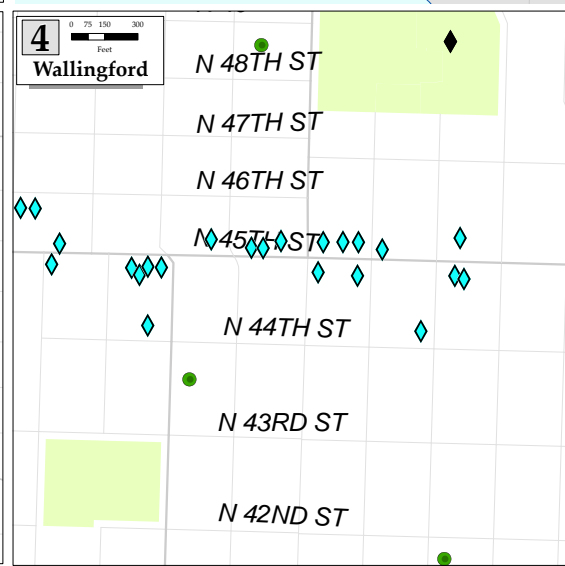 4
0 75 150 300
Feet
Wallingford
N 48TH ST
N 47TH ST
N 46TH ST
N 45TH ST
N 44TH ST
N 43RD ST
N 42ND ST